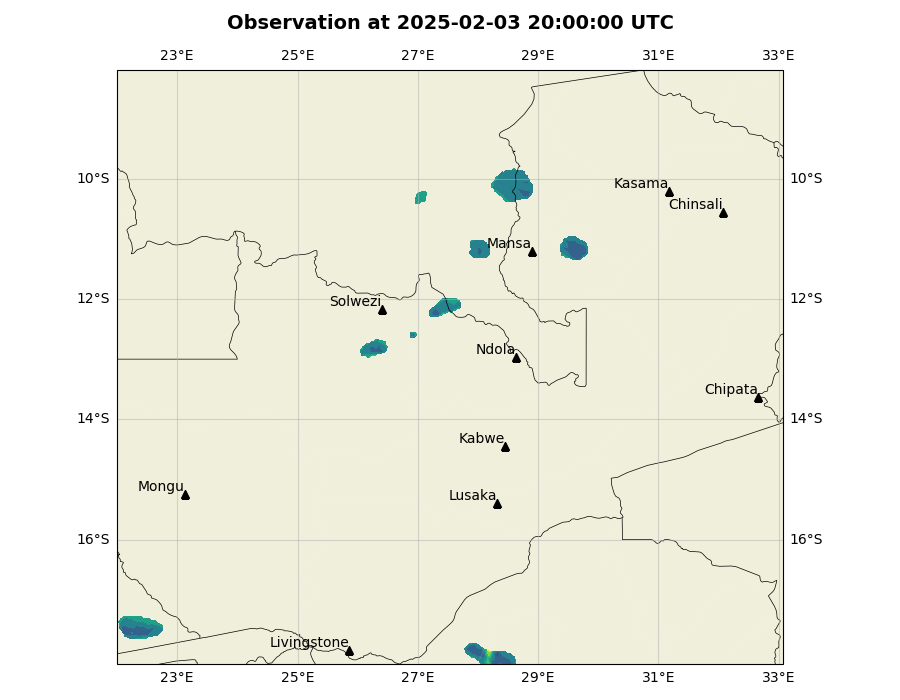 Observation at 2025-02-03 20:00:00 UTC
23°E 25°E 27°E 29°E 31°E 33°E
10°S 10°S
Kasama
Chinsali
Mansa
12°S 12°S
Solwezi
Ndola
Chipata
14°S 14°S
Kabwe
Mongu
Lusaka
16°S 16°S
Livingstone
23°E 25°E 27°E 29°E 31°E 33°E